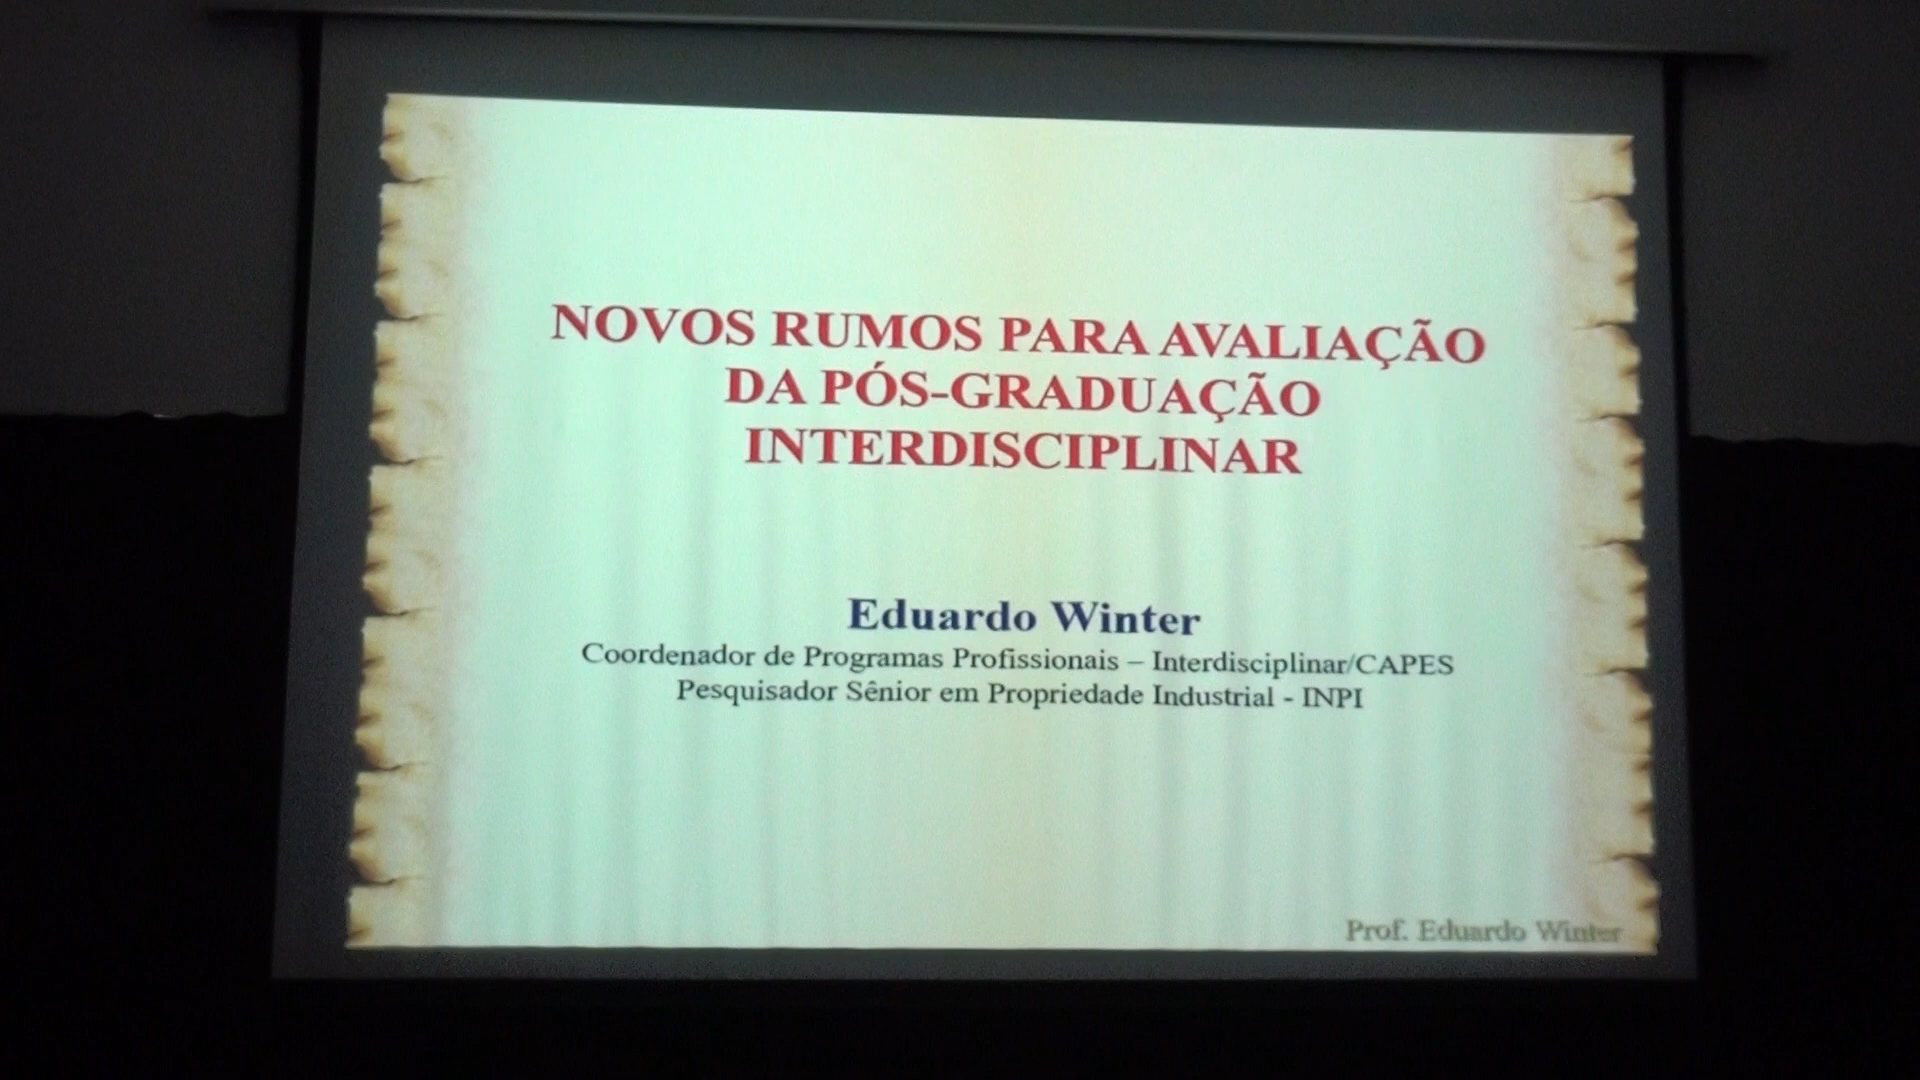 NOVOS RUMOS PARA AVALIAÇÃO
DA PÓS-GRADUAÇÃO
INTERDISCIPLINAR
Eduardo Winter
Coordenador de Programas Profissionais – Interdisciplinar/CAPES
Pesquisador Sênior em Propriedade Industrial - INPI
Prof. Eduardo Winter